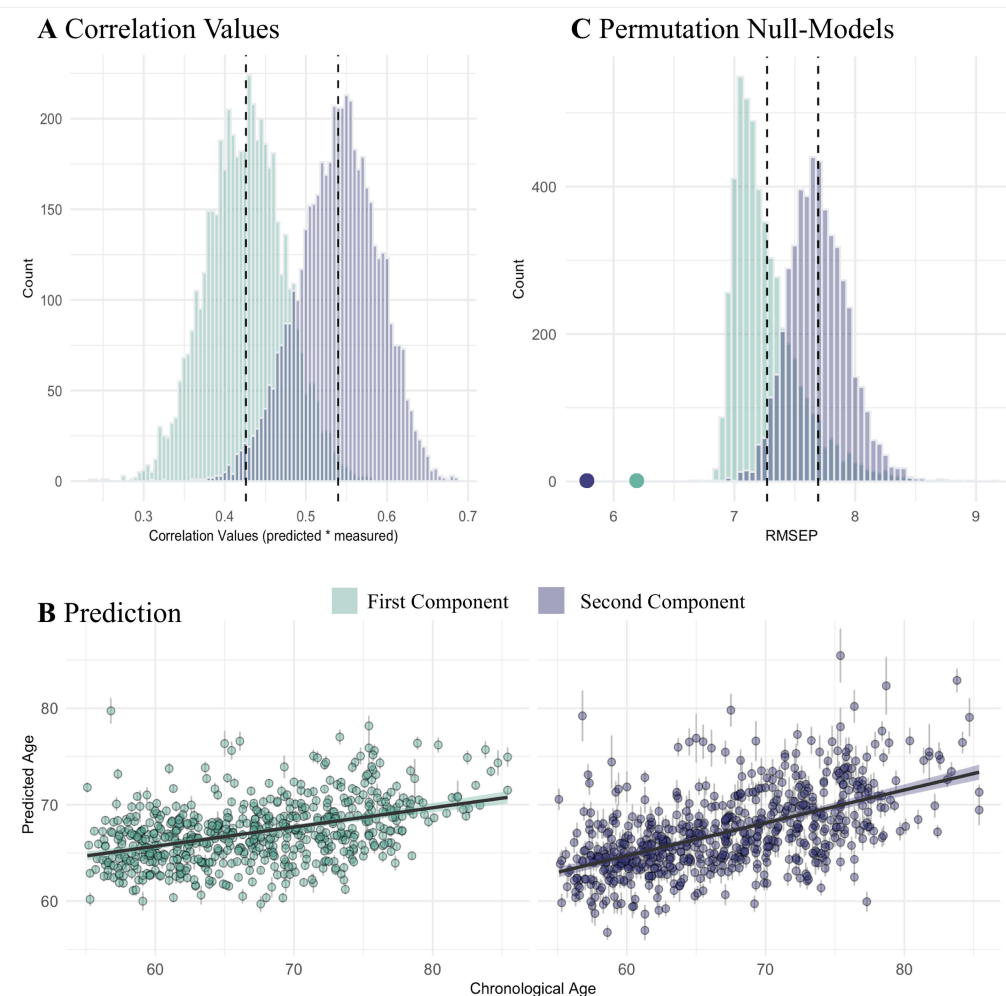 A Correlation Values
200
150
100
50
0
Count
0.3 0.4 0.5 0.6 0.7
Correlation Values (predicted * measured)
C Permutation Null-Models
400
200
0
Count
6 7 8 9
RMSEP
First Component Second Component
B Prediction
80
70
60
Predicted Age
60 70 80 60 70 80
Chronological Age